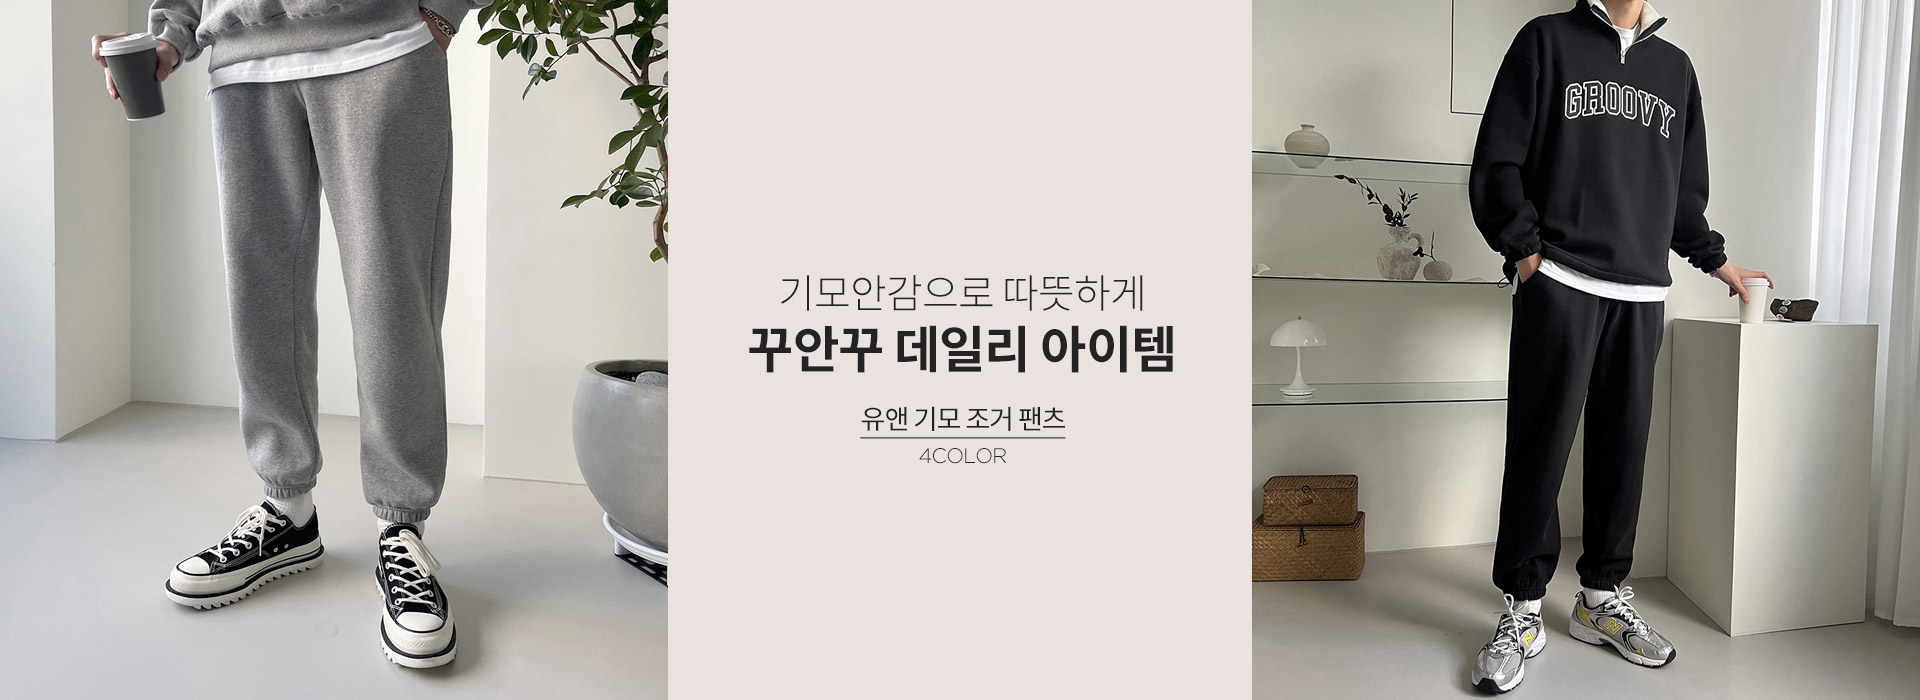 기모안감으로 따뜻하게
꾸안꾸 데일리 아이템
유앤 기모 조거 팬츠
4COLOR
GROOVY
N
N